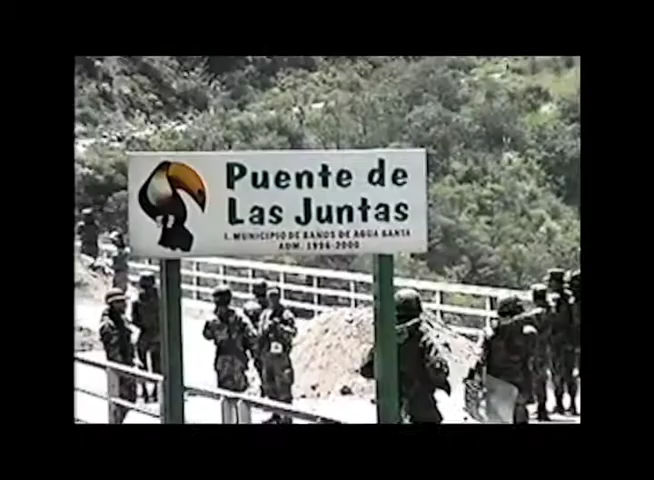 Puente de
Las Juntas
I. MUNICIPIO DE BAÑOS DE AGUA SANTA
ADM. 1996-2000